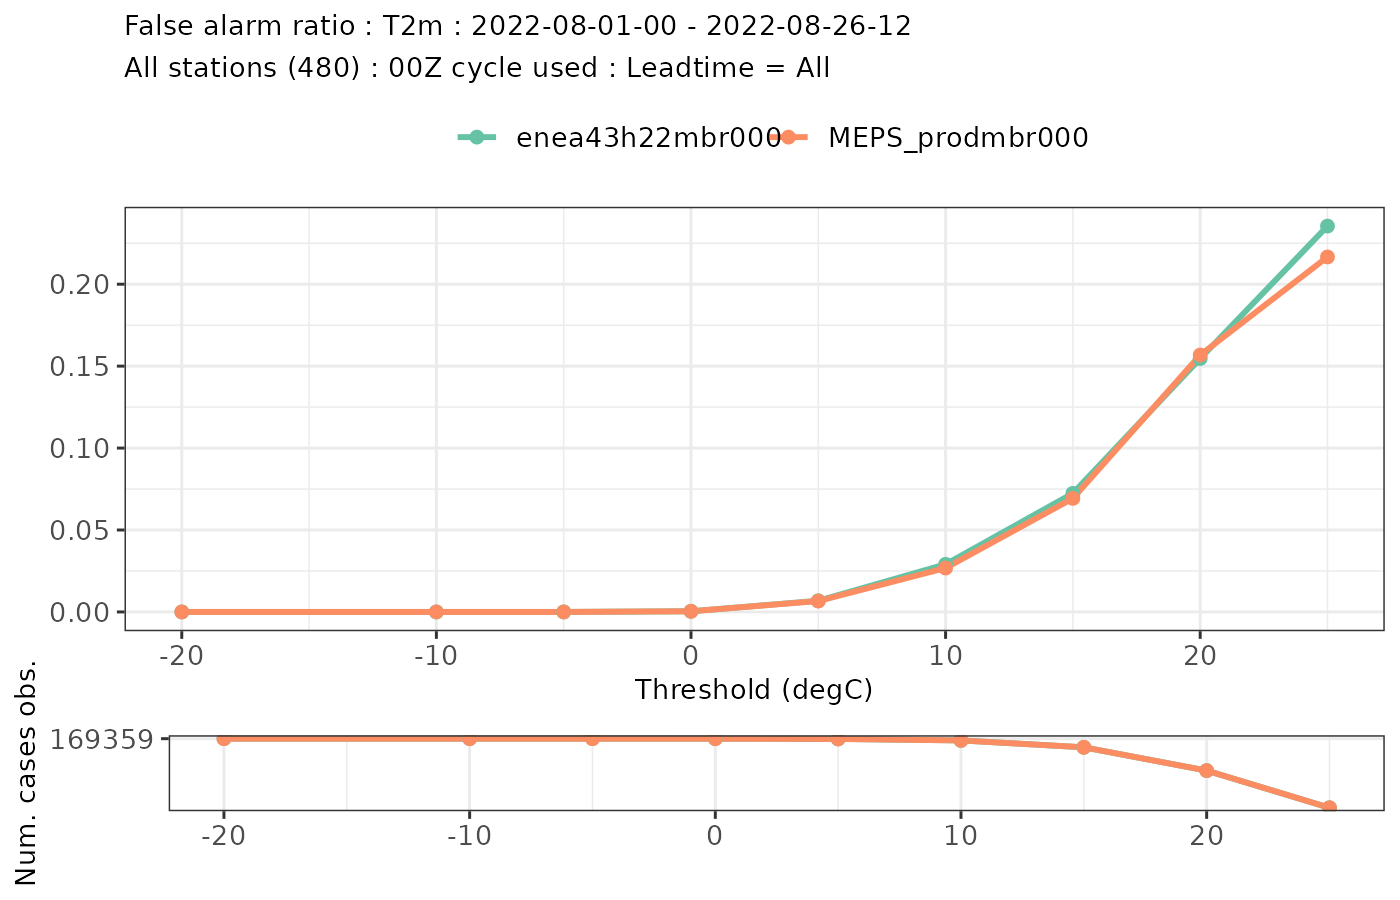 False alarm ratio : T2m : 2022-08-01-00 - 2022-08-26-12
All stations (480) : 00Z cycle used : Leadtime = All
enea43h22mbr000 MEPS_prodmbr000
0.20
0.15
0.10
0.05
0.00
-20 -10 0 10 20
Threshold (degC)
Num. cases obs.
169359
-20 -10 0 10 20